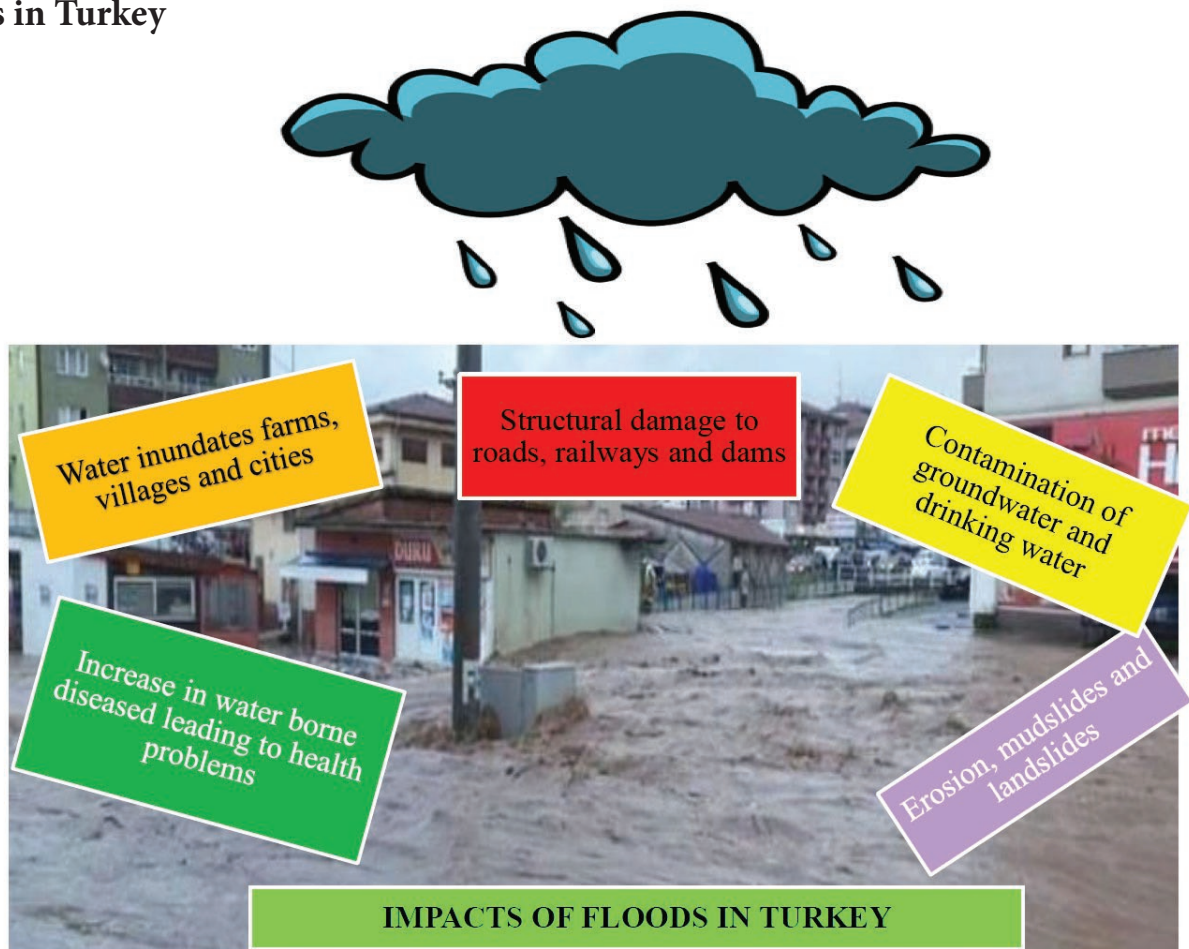 s in Turkey
Water inundates farms,
villages and cities
Structural damage to
roads, railways and dams
Contamination of
groundwater and
drinking water
DURU
Increase in water borne
diseased leading to health
problems
Erosion, mudslides and
landslides
IMPACTS OF FLOODS IN TURKEY